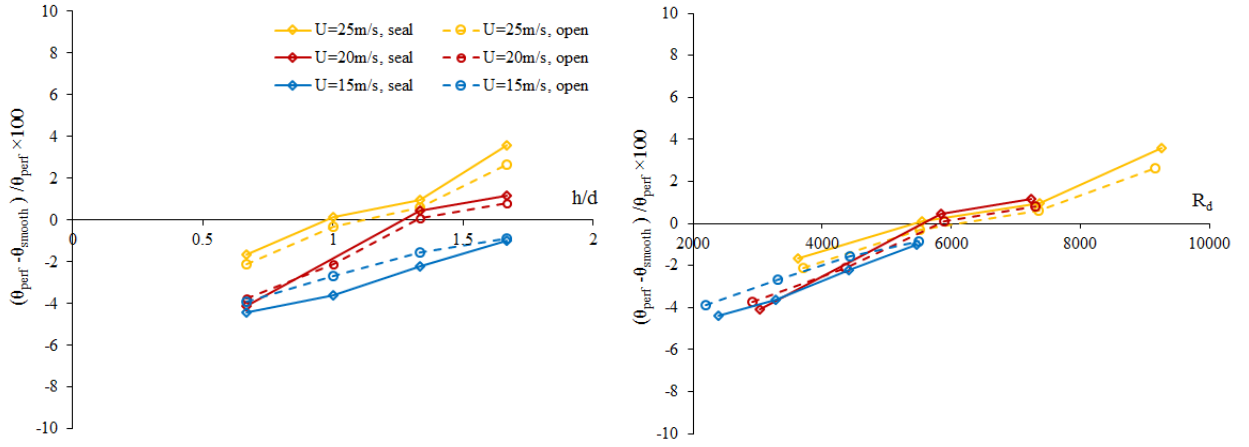 10
8
6
4
2
0
-2
-4
-6
-8
-10
(θperf -θsmooth ) /θperf ×100
U=25m/s, seal U=25m/s, open
U=20m/s, seal U=20m/s, open
U=15m/s, seal U=15m/s, open
h/d
0 0.5 1 1.5 2
10
8
6
4
2
0
-2
-4
-6
-8
-10
(θperf -θsmooth ) /θperf ×100
Rd
2000 4000 6000 8000 10000